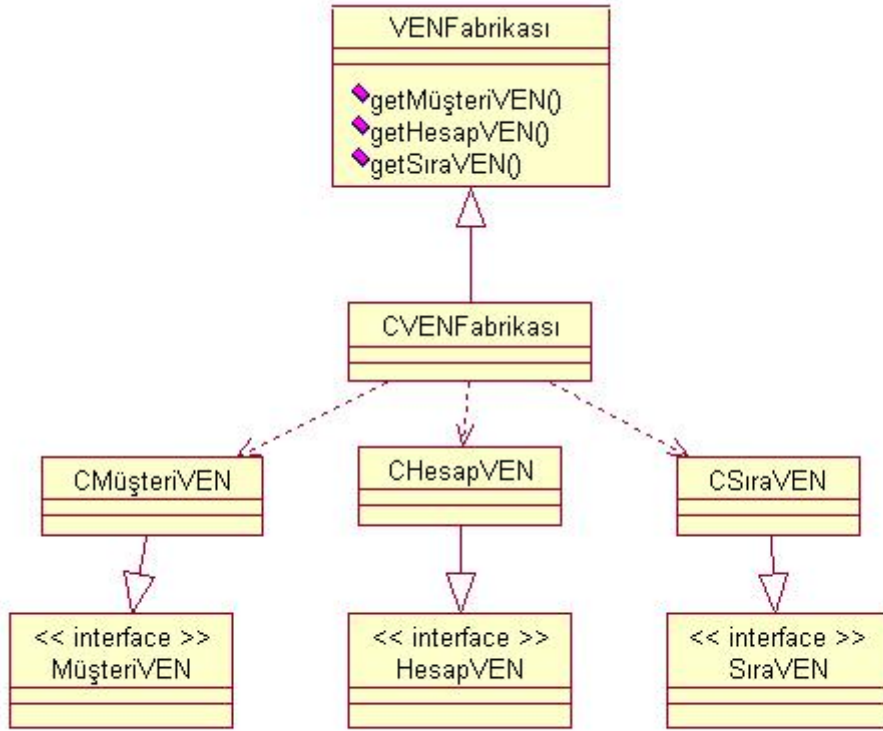 VENFabrikası
getMüşteriVEN()
getHesapVEN()
getSıraVEN()
CVENFabrikası
CMüşteriVEN
CHesapVEN
CSıraVEN
<< interface >>
MüşteriVEN
<< interface >>
HesapVEN
<< interface >>
SıraVEN